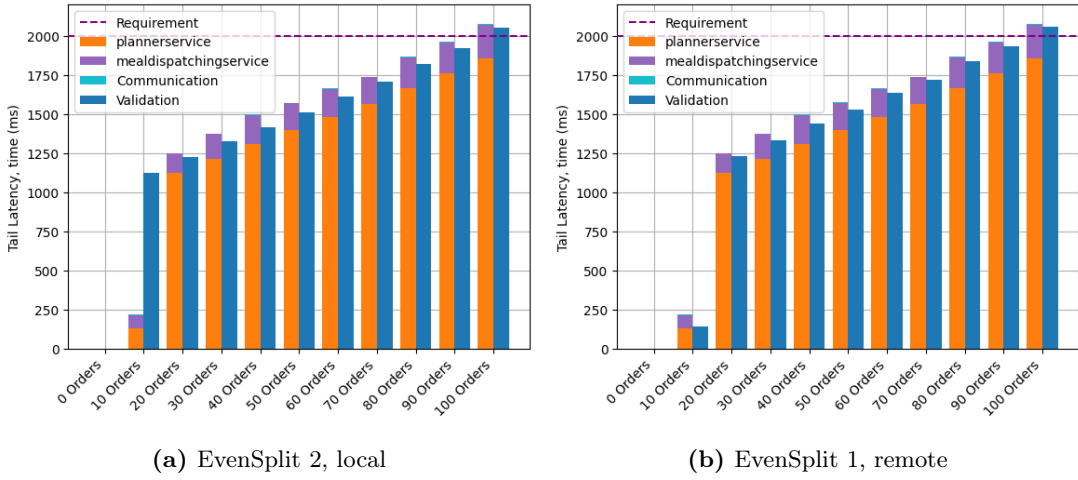 Requirement
plannerservice
mealdispatchingservice
Communication
Validation
Tail Latency, time (ms)
2000
1750
1500
1250
1000
750
500
250
0
0 Orders
10 Orders
20 Orders
30 Orders
40 Orders
50 Orders
60 Orders
70 Orders
80 Orders
90 Orders
100 Orders
(a) EvenSplit 2, local
Requirement
plannerservice
mealdispatchingservice
Communication
Validation
Tail Latency, time (ms)
2000
1750
1500
1250
1000
750
500
250
0
0 Orders
10 Orders
20 Orders
30 Orders
40 Orders
50 Orders
60 Orders
70 Orders
80 Orders
90 Orders
100 Orders
(b) EvenSplit 1, remote